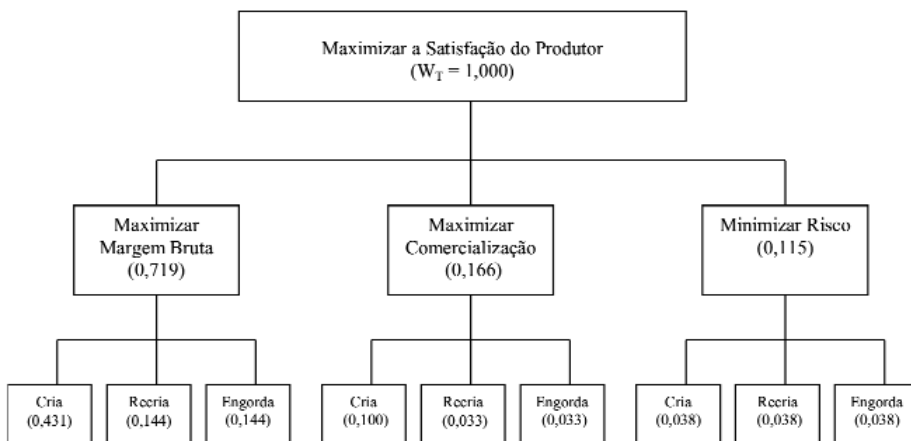 Maximizar a Satisfação do Produtor
(W_T = 1,000)
Maximizar
Margem Bruta
(0,719)
Maximizar
Comercialização
(0,166)
Minimizar Risco
(0,115)
Cria
(0,431)
Recria
(0,144)
Engorda
(0,144)
Cria
(0,100)
Recria
(0,033)
Engorda
(0,033)
Cria
(0,038)
Recria
(0,038)
Engorda
(0,038)